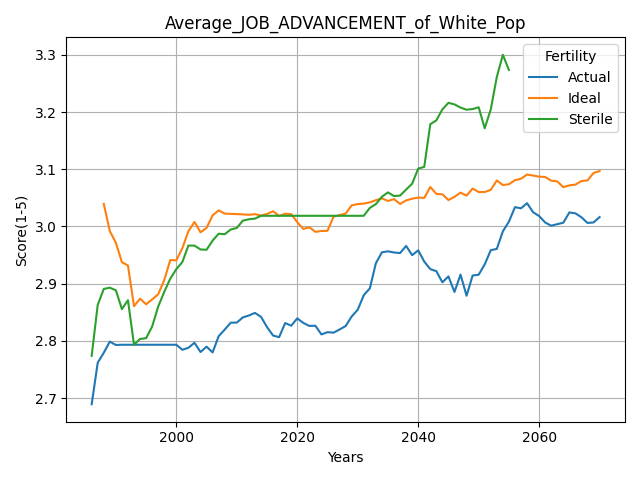 Average_JOB_ADVANCEMENT_of_White_Pop
Score(1-5)
3.3
3.2
3.1
3.0
2.9
2.8
2.7
Fertility
Actual
Ideal
Sterile
2000
2020
2040
2060
Years